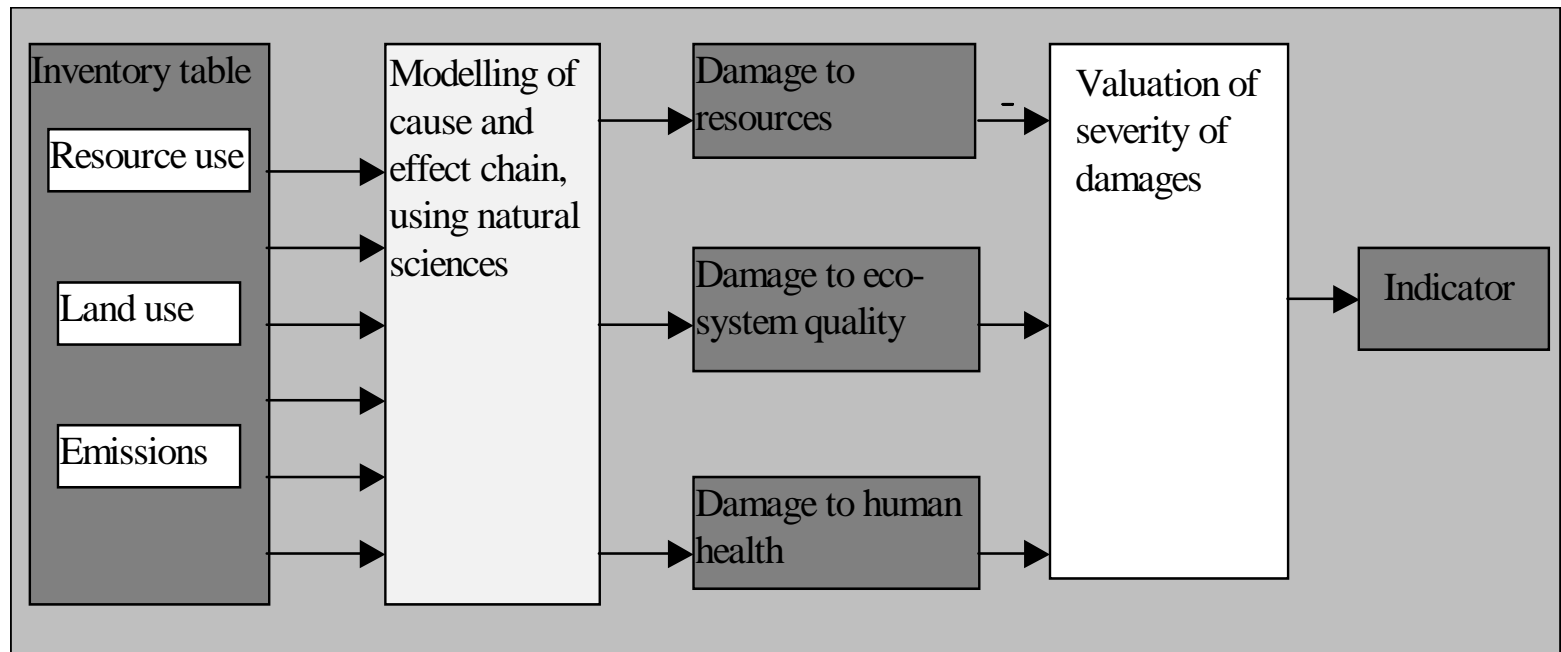 Inventory table
Resource use
Land use
Emissions
Modelling of
cause and
effect chain,
using natural
sciences
Damage to
resources
Damage to eco-
system quality
Damage to human
health
-
Valuation of
severity of
damages
Indicator